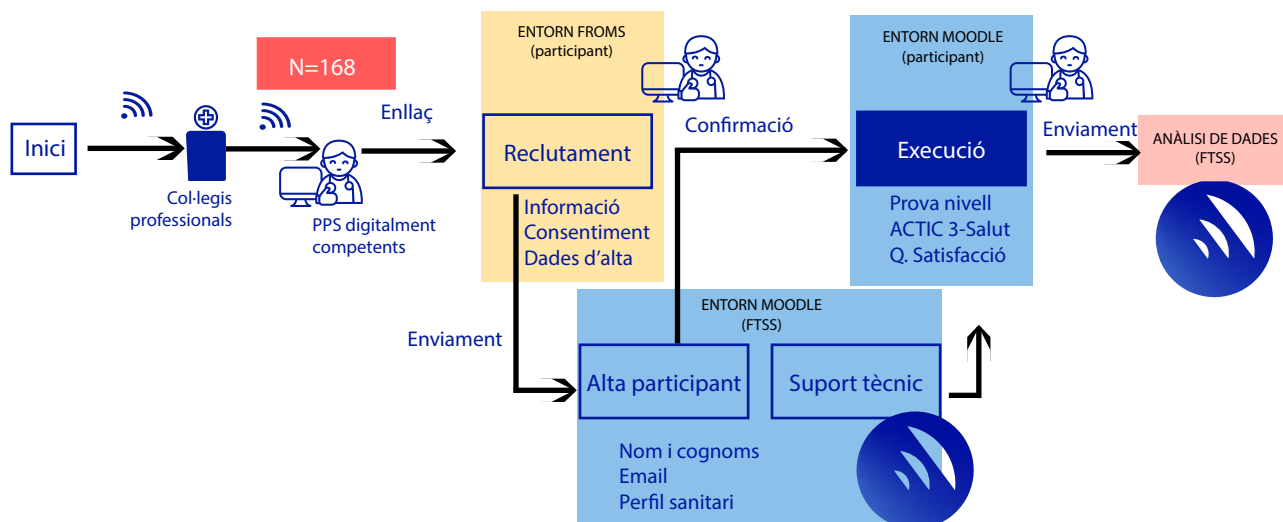 Inici
Col·legis
professionals
N=168
PPS digitalment
competents
Enllaç
ENTORN FROMS
(participant)
Reclutament
Informació
Consentiment
Dades d'alta
Enviament
ENTORN MOODLE
(FTSS)
Alta participant
Suport tècnic
Nom i cognoms
Email
Perfil sanitari
Confirmació
ENTORN MOODLE
(participant)
Execució
Prova nivell
ACTIC 3-Salut
Q. Satisfacció
Enviament
ANÀLISI DE DADES
(FTSS)